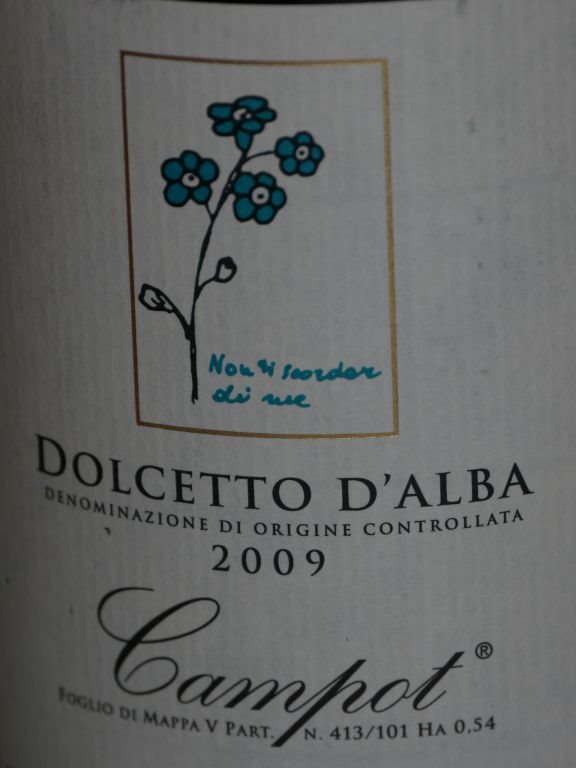 Non ti scordar
di me
DOLCETTO D'ALBA
DENOMINAZIONE DI ORIGINE CONTROLLATA
2009
Campot®
FOGLIO DI MAPPA V PART. N. 413/101 HA 0,54